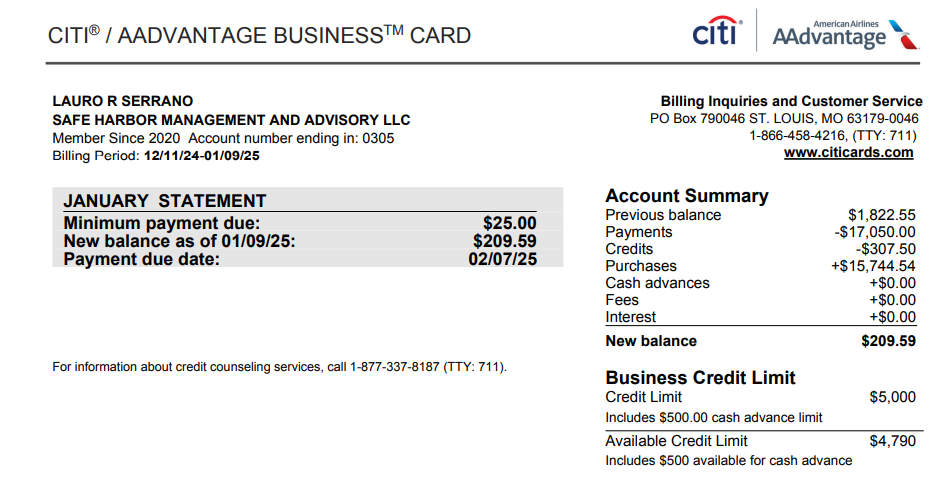 CITI® / AADVANTAGE BUSINESS™ CARD
citi
American Airlines
AAdvantage
LAURO R SERRANO
SAFE HARBOR MANAGEMENT AND ADVISORY LLC
Member Since 2020 Account number ending in: 0305
Billing Period: 12/11/24-01/09/25
Billing Inquiries and Customer Service
PO Box 790046 ST. LOUIS, MO 63179-0046
1-866-458-4216, (TTY: 711)
www.citicards.com
JANUARY STATEMENT
Minimum payment due: $25.00
New balance as of 01/09/25: $209.59
Payment due date: 02/07/25
For information about credit counseling services, call 1-877-337-8187 (TTY: 711).
Account Summary
Previous balance $1,822.55
Payments -$17,050.00
Credits -$307.50
Purchases +$15,744.54
Cash advances +$0.00
Fees +$0.00
Interest +$0.00
New balance $209.59
Business Credit Limit
Credit Limit $5,000
Includes $500.00 cash advance limit
Available Credit Limit $4,790
Includes $500 available for cash advance